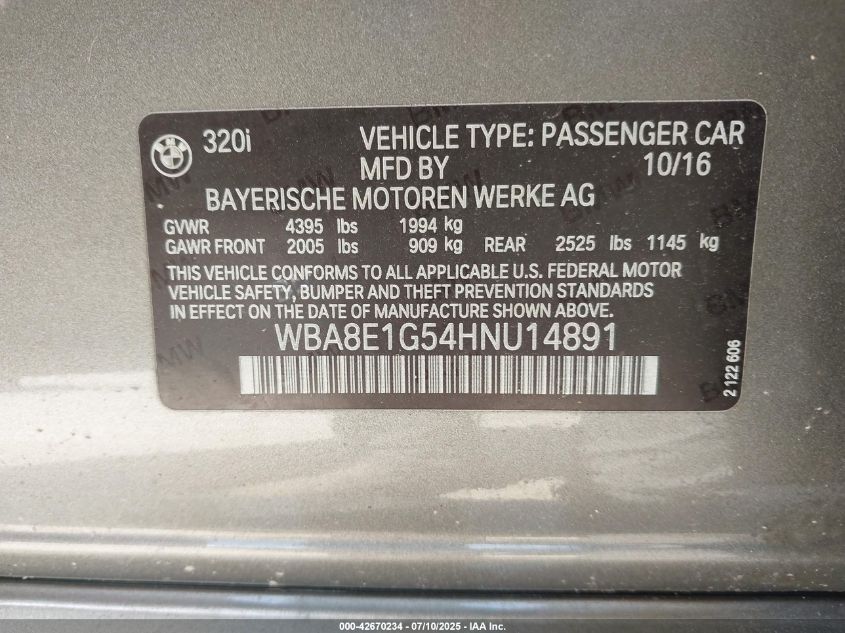 320i VEHICLE TYPE: PASSENGER CAR
MFD BY 10/16
BAYERISCHE MOTOREN WERKE AG
GVWR 4395 lbs 1994 kg
GAWR FRONT 2005 lbs 909 kg REAR 2525 lbs 1145 kg
THIS VEHICLE CONFORMS TO ALL APPLICABLE U.S. FEDERAL MOTOR
VEHICLE SAFETY, BUMPER AND THEFT PREVENTION STANDARDS
IN EFFECT ON THE DATE OF MANUFACTURE SHOWN ABOVE.
WBA8E1G54HNU14891
2 122 606
000-42670234 - 07/10/2025 - IAA Inc.